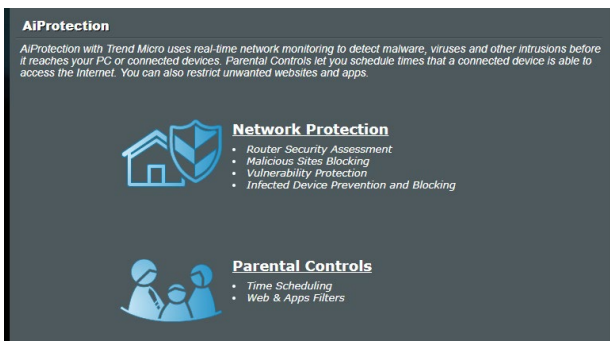 AiProtection
AiProtection with Trend Micro uses real-time network monitoring to detect malware, viruses and other intrusions before
it reaches your PC or connected devices. Parental Controls let you schedule times that a connected device is able to
access the Internet. You can also restrict unwanted websites and apps.
Network Protection
• Router Security Assessment
• Malicious Sites Blocking
• Vulnerability Protection
• Infected Device Prevention and Blocking
Parental Controls
• Time Scheduling
• Web & Apps Filters